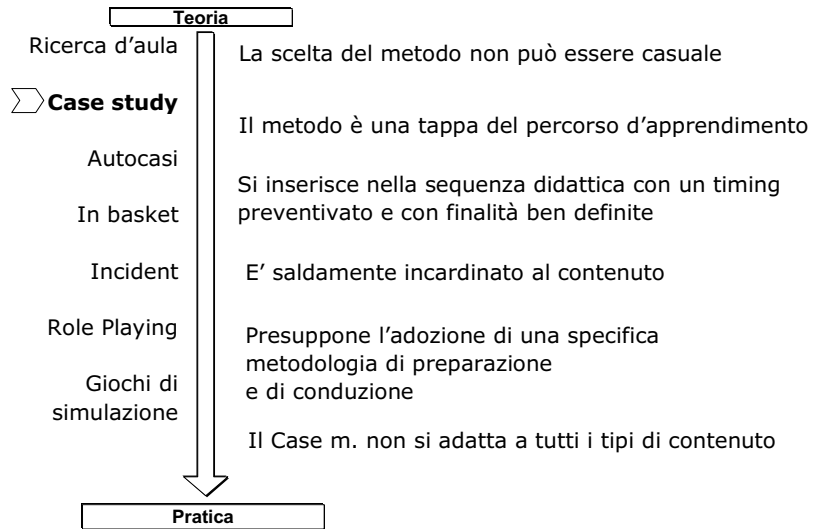 Teoria
Ricerca d’aula
La scelta del metodo non può essere casuale
Case study
Il metodo è una tappa del percorso d’apprendimento
Autocasi
Si inserisce nella sequenza didattica con un timing
preventivato e con finalità ben definite
In basket
Incident
E’ saldamente incardinato al contenuto
Role Playing
Presuppone l’adozione di una specifica
metodologia di preparazione
e di conduzione
Giochi di
simulazione
Il Case m. non si adatta a tutti i tipi di contenuto
Pratica